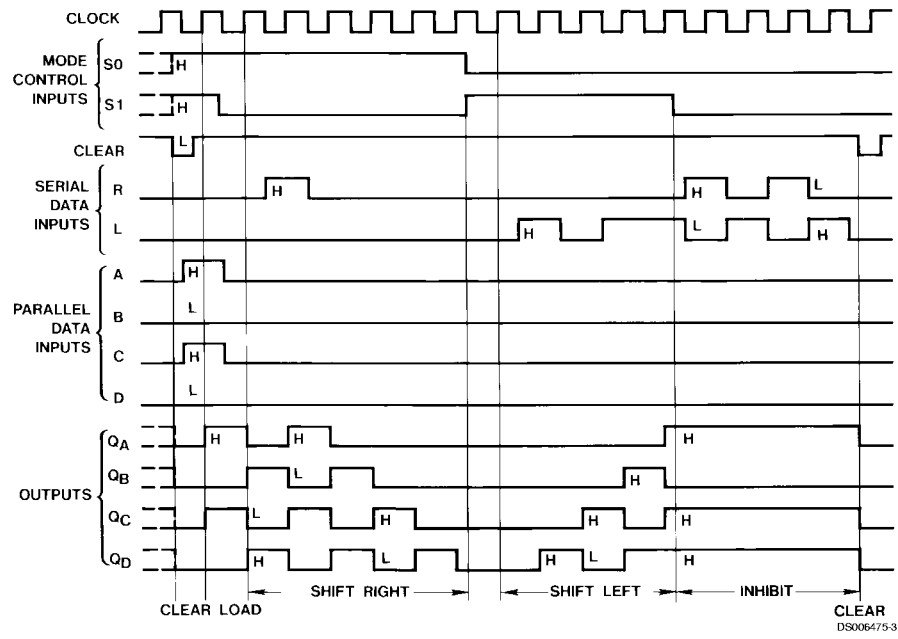 CLOCK
MODE CONTROL INPUTS
S0 H
S1 H
CLEAR L
SERIAL DATA INPUTS
R H L
L H L H
PARALLEL DATA INPUTS
A H
B L
C H
D L
OUTPUTS
QA H H H
QB L H
QC L H H H
QD H L H L H
SHIFT RIGHT SHIFT LEFT INHIBIT
CLEAR LOAD CLEAR
DS006475-3